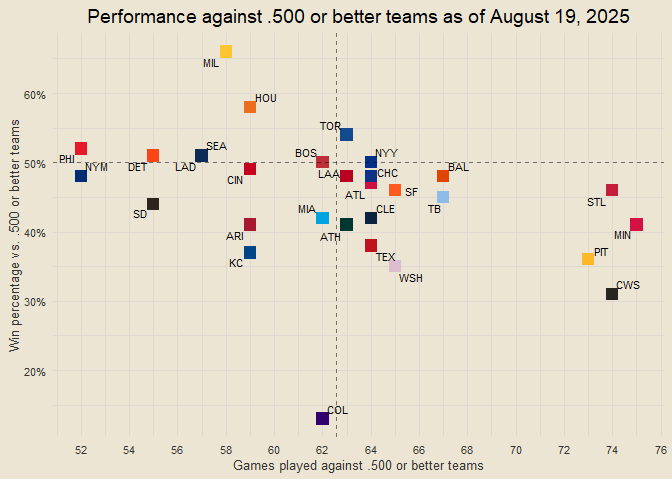 Performance against .500 or better teams as of August 19, 2025
Win percentage vs. .500 or better teams
60%
50%
40%
30%
20%
MIL
HOU
TOR
PHI
NYM
DET
LAD
SEA
CIN
BOS
LAA
NYY
CHC
ATL
SF
BAL
TB
SD
STL
MIN
ARI
KC
MIA
ATH
CLE
TEX
WSH
PIT
CWS
COL
52
54
56
58
60
62
64
66
68
70
72
74
76
Games played against .500 or better teams